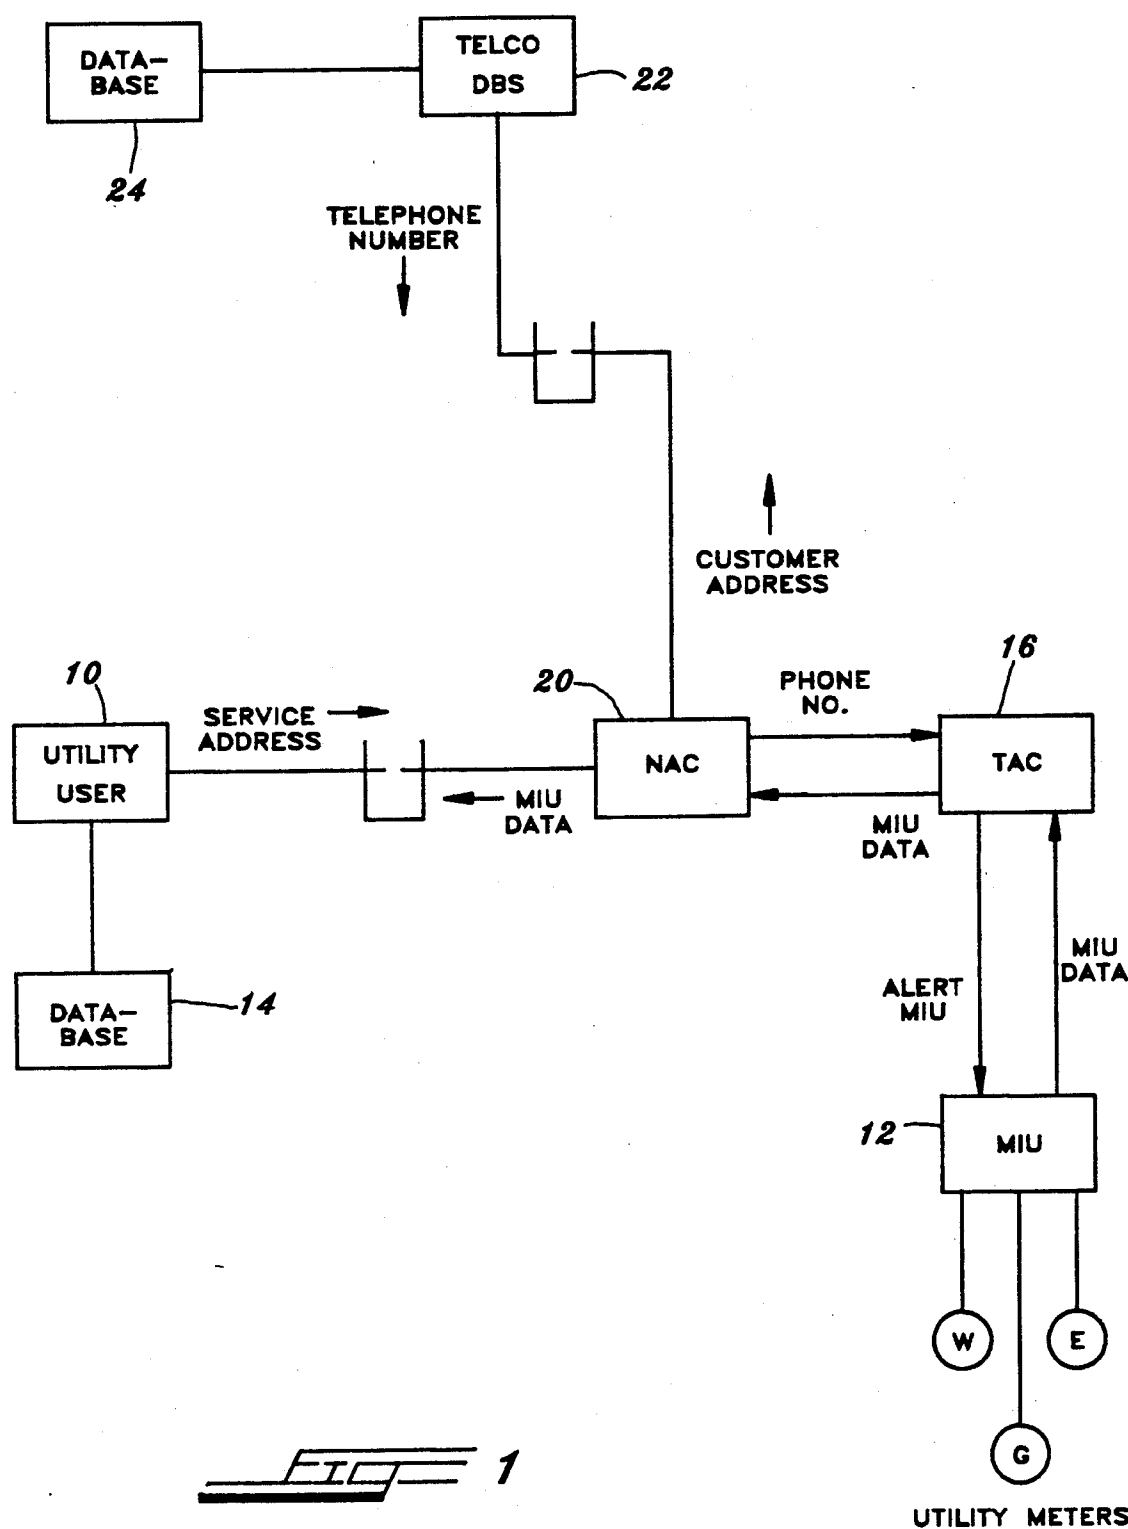 DATA-
BASE
24
TELCO
DBS
22
TELEPHONE
NUMBER
CUSTOMER
ADDRESS
10
UTILITY
USER
SERVICE
ADDRESS
MIU
DATA
20
NAC
PHONE
NO.
16
TAC
MIU
DATA
DATA-
BASE
14
ALERT
MIU
MIU
DATA
12
MIU
W
E
G
UTILITY METERS
FIG 1